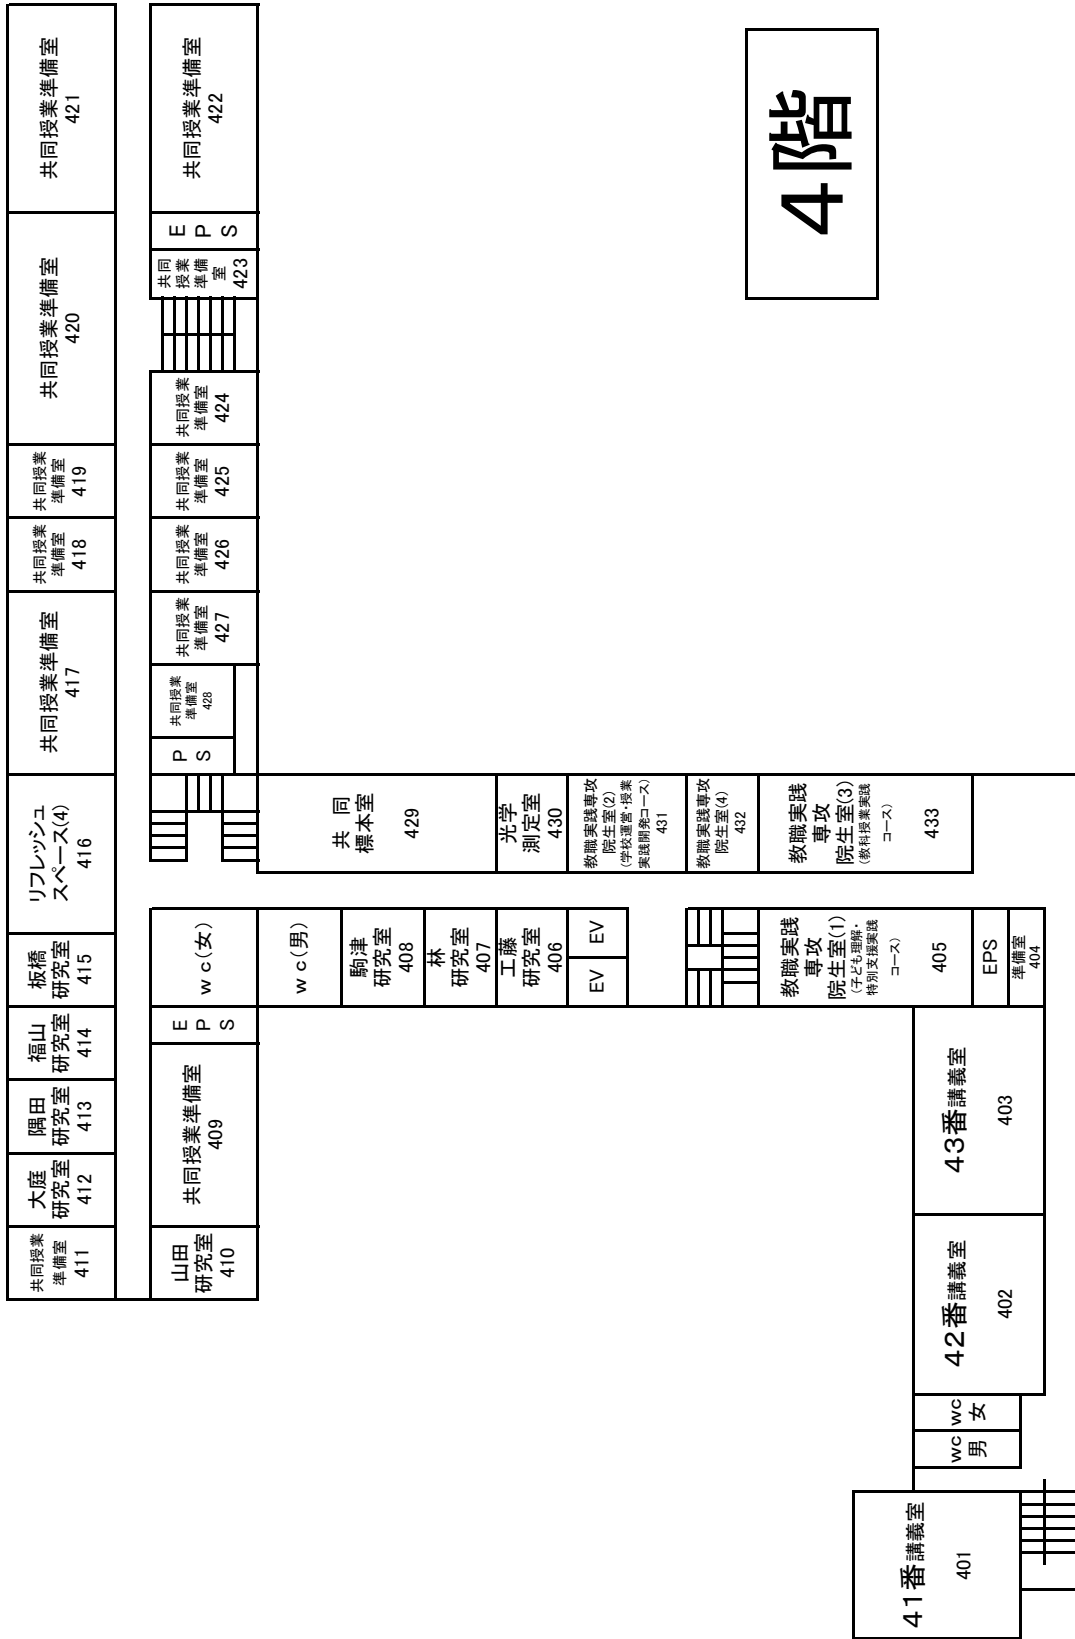 4階
共同授業準備室
421
共同授業準備室
420
共同授業
準備室
419
共同授業
準備室
418
共同授業準備室
417
リフレッシュ
スペース(4)
416
板橋
研究室
415
福山
研究室
414
隅田
研究室
413
大庭
研究室
412
共同授業
準備室
411
共同授業準備室
422
E
P
S
共同
授業
準備
室
423
共同授業
準備室
424
共同授業
準備室
425
共同授業
準備室
426
共同授業
準備室
427
共同授業
準備室
428
P
S
wc(女)
E
P
S
共同授業準備室
409
山田
研究室
410
共 同
標本室
429
光学
測定室
430
教職実践専攻
院生室(2)
(学校運営・授業
実践開発コース)
431
教職実践専攻
院生室(4)
432
教職実践
専攻
院生室(3)
(教科授業実践
コース)
433
wc(男)
駒津
研究室
408
林
研究室
407
工藤
研究室
406
EV
EV
教職実践
専攻
院生室(1)
(子ども理解・
特別支援実践
コース)
405
EPS
準備室
404
43番講義室
403
42番講義室
402
wc
女
wc
男
41番講義室
401